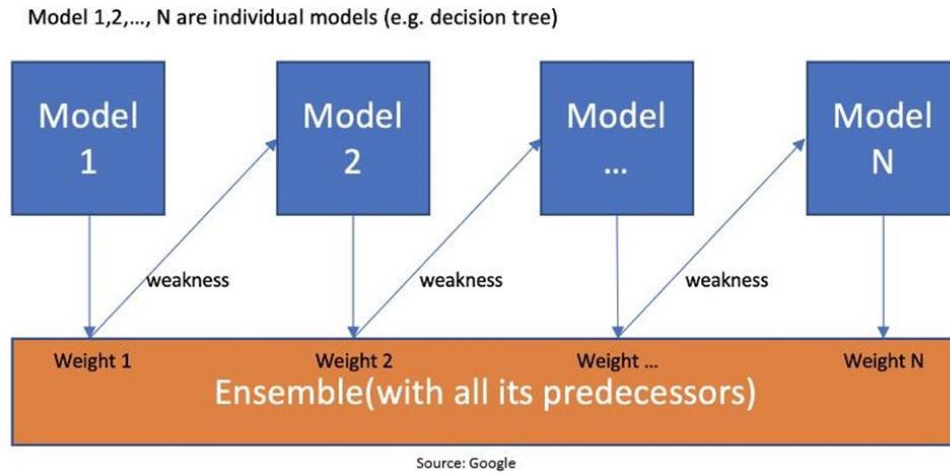 Model 1,2,..., N are individual models (e.g. decision tree)
Model
1
Model
2
Model
...
Model
N
weakness
weakness
weakness
Weight 1
Weight 2
Weight ...
Weight N
Ensemble(with all its predecessors)
Source: Google